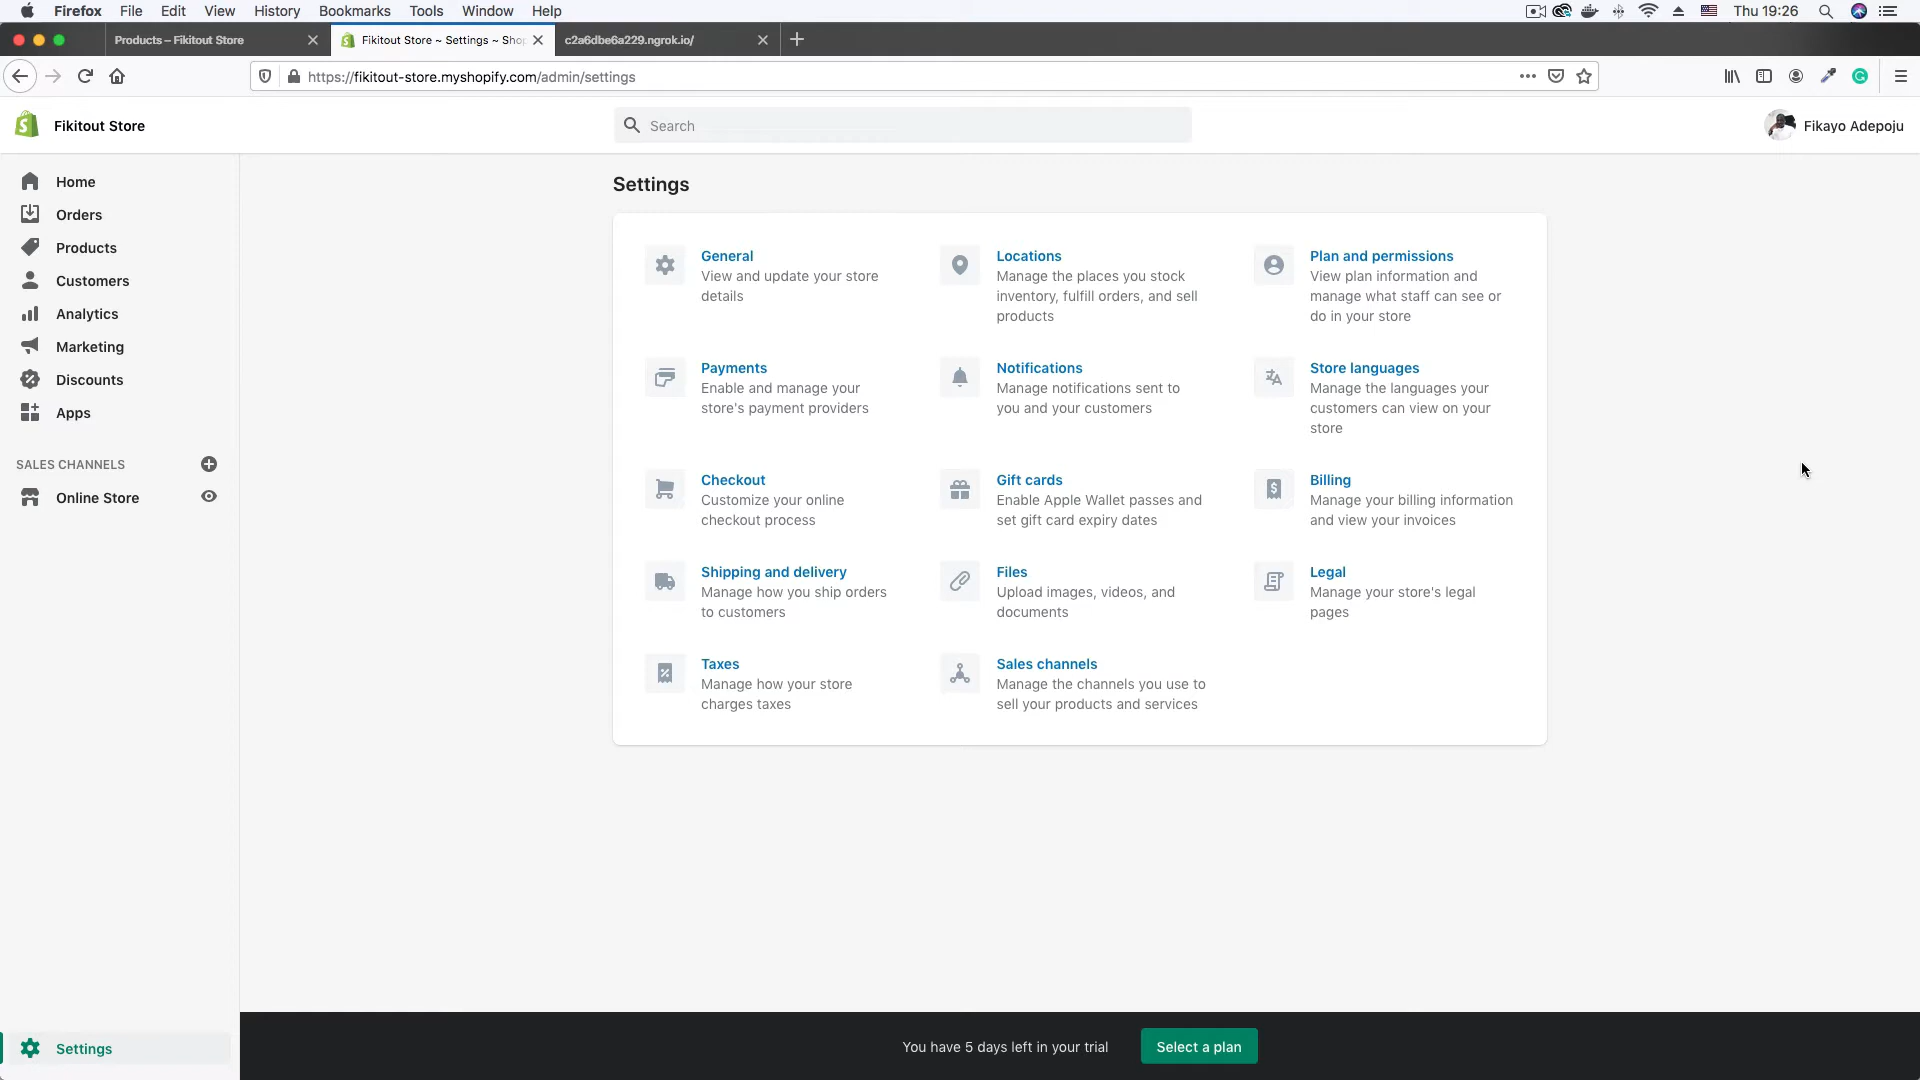 Firefox File Edit View History Bookmarks Tools Window Help Thu 19:26
Products – Fikitout Store
Fikitout Store ~ Settings ~ Shop
c2a6dbe6a229.ngrok.io/
https://fikitout-store.myshopify.com/admin/settings
Fikitout Store
Search
Fikayo Adepoju
Home
Orders
Products
Customers
Analytics
Marketing
Discounts
Apps
SALES CHANNELS
Online Store
Settings
Settings
General
View and update your store
details
Locations
Manage the places you stock
inventory, fulfill orders, and sell
products
Plan and permissions
View plan information and
manage what staff can see or
do in your store
Payments
Enable and manage your
store's payment providers
Notifications
Manage notifications sent to
you and your customers
Store languages
Manage the languages your
customers can view on your
store
Checkout
Customize your online
checkout process
Gift cards
Enable Apple Wallet passes and
set gift card expiry dates
Billing
Manage your billing information
and view your invoices
Shipping and delivery
Manage how you ship orders
to customers
Files
Upload images, videos, and
documents
Legal
Manage your store's legal
pages
Taxes
Manage how your store
charges taxes
Sales channels
Manage the channels you use to
sell your products and services
You have 5 days left in your trial
Select a plan